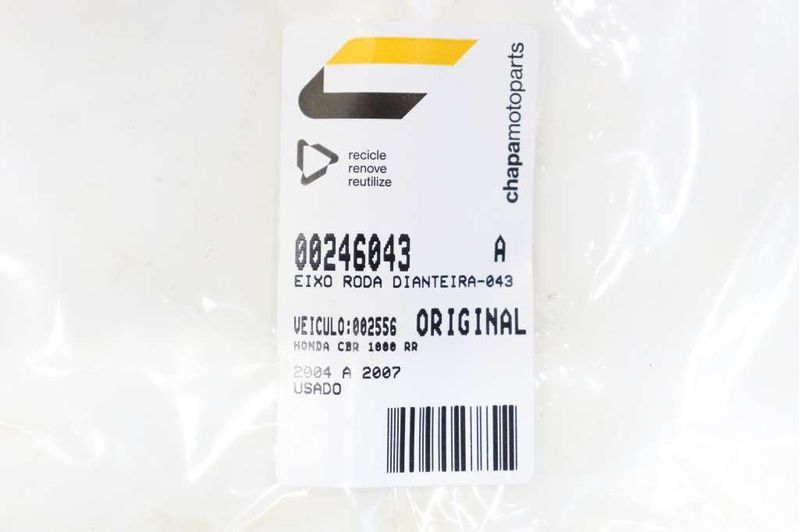 chapamotoparts
recicle
renove
reutilize
00246043 A
EIXO RODA DIANTEIRA-043
VEICULO:002556 ORIGINAL
HONDA CBR 1000 RR
2004 A 2007
USADO